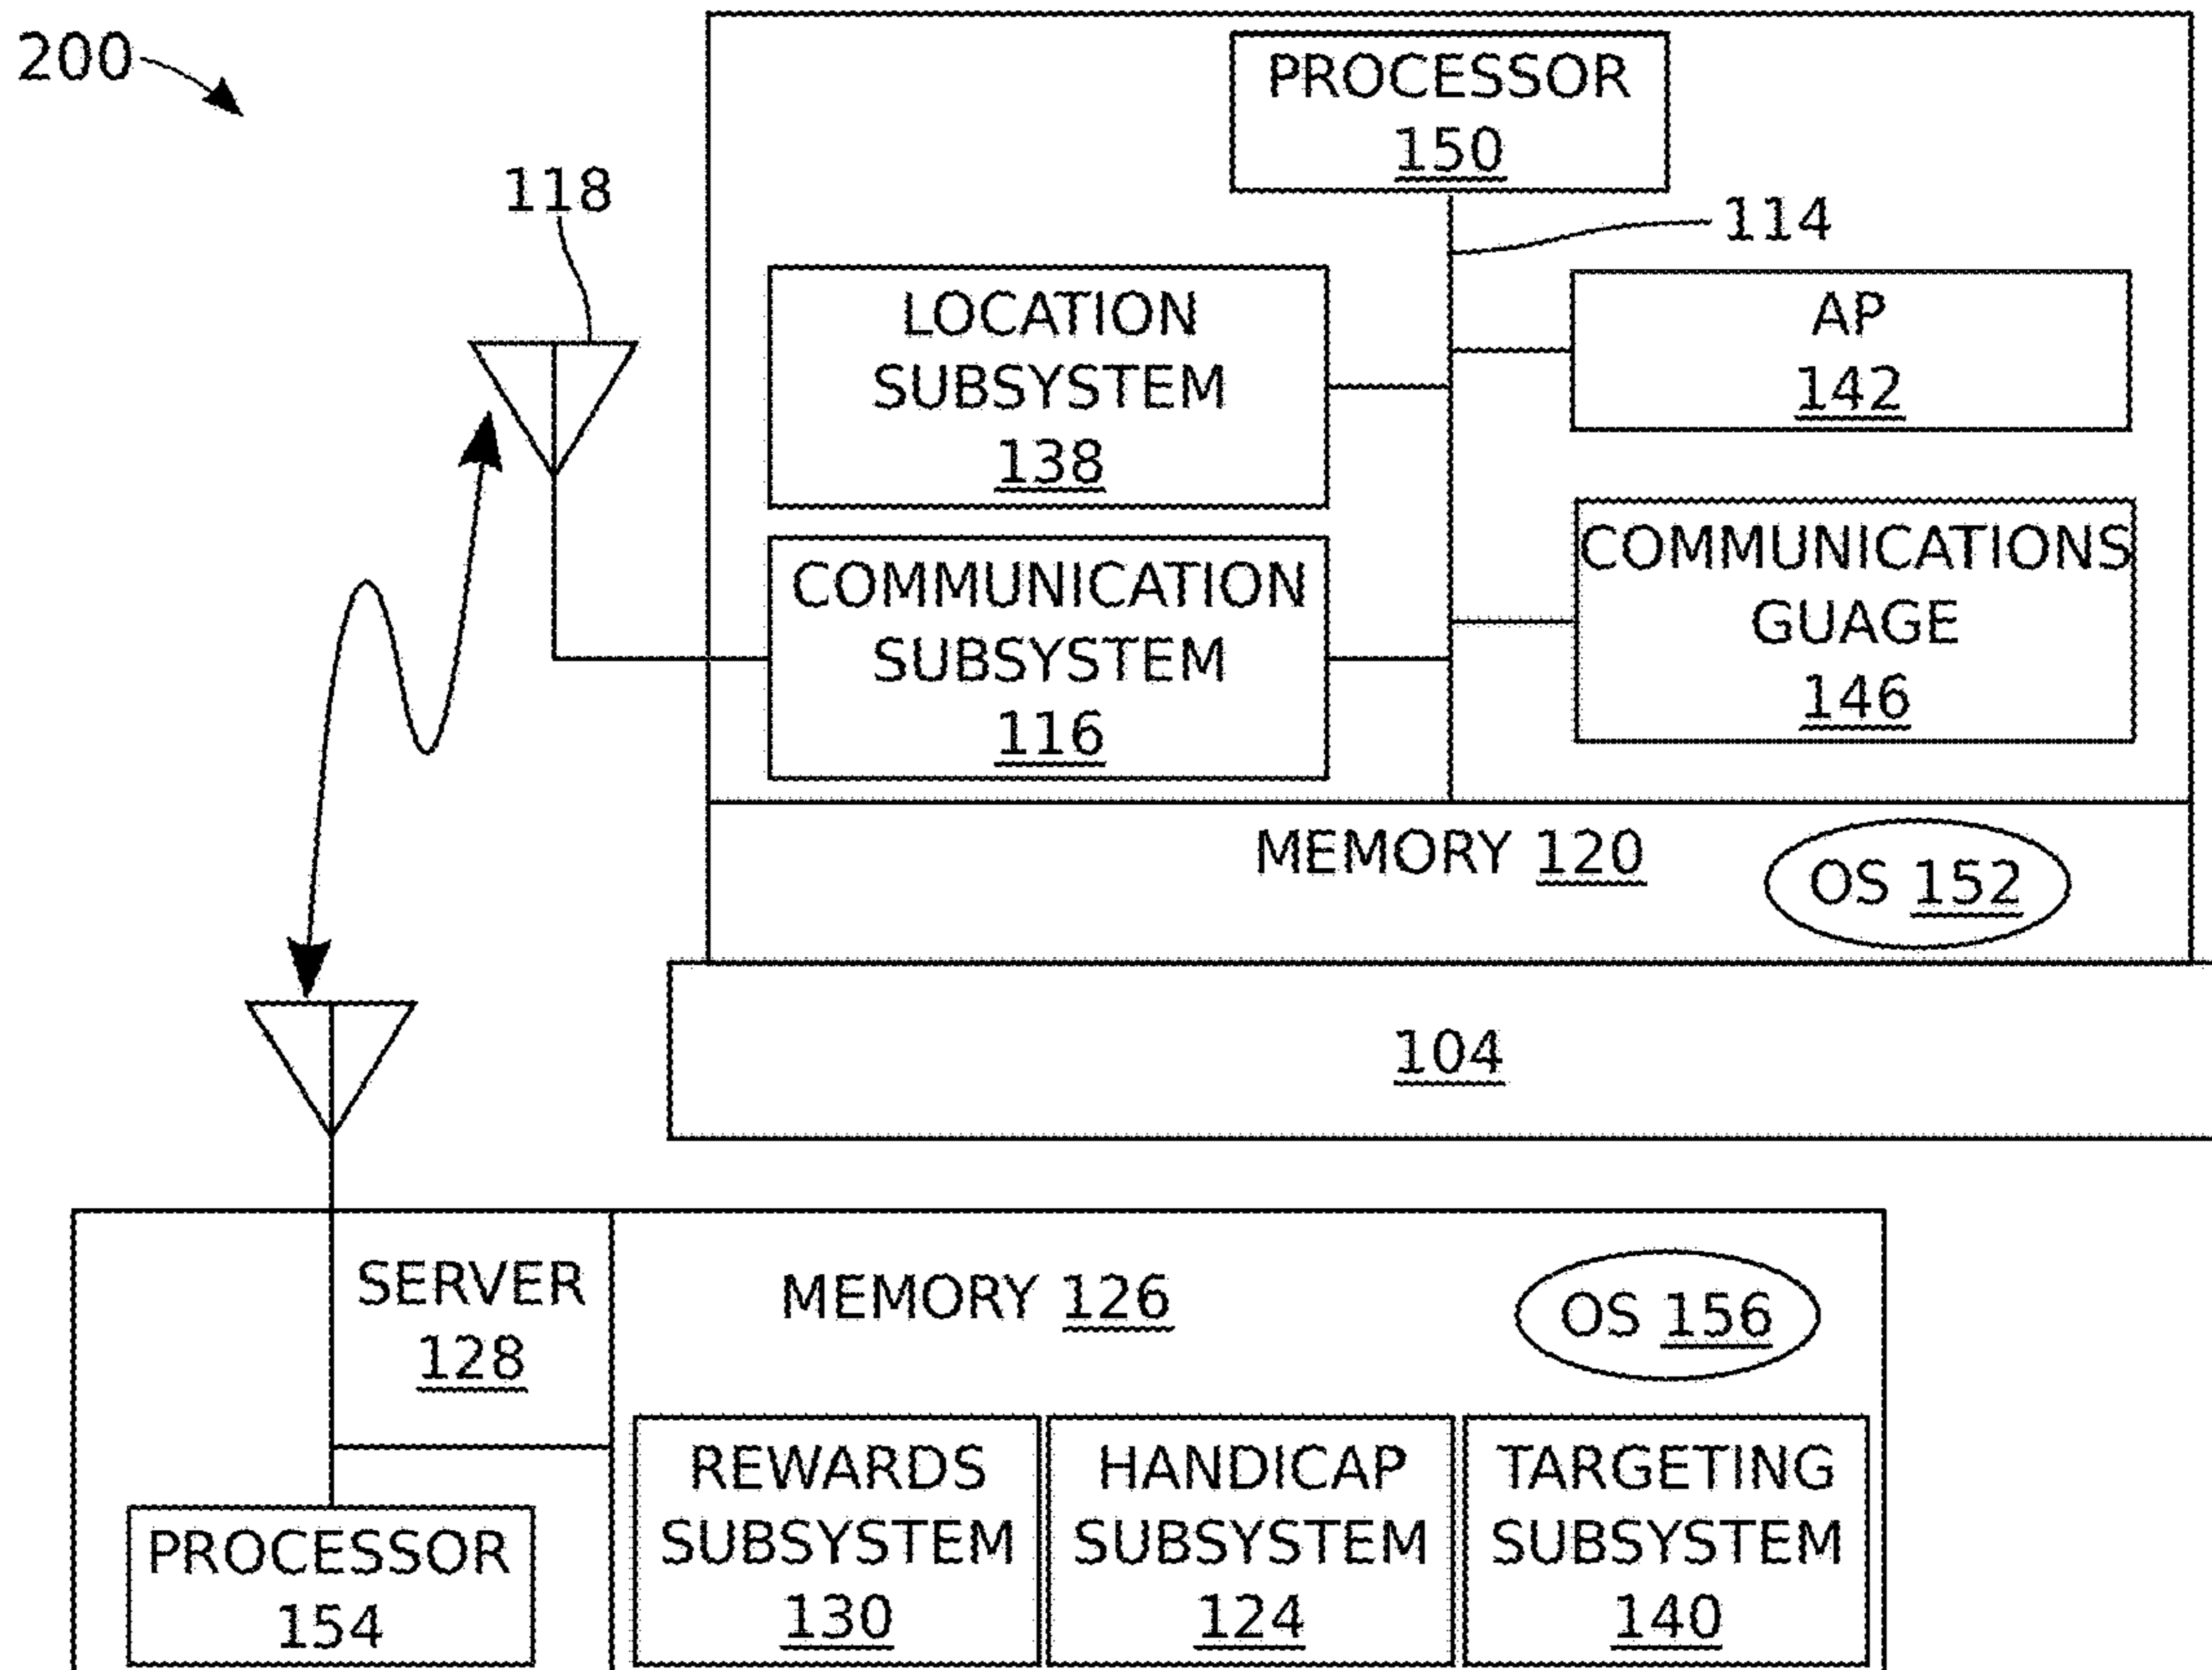 200
PROCESSOR
150
118
114
LOCATION
SUBSYSTEM
138
AP
142
COMMUNICATION
SUBSYSTEM
116
COMMUNICATIONS
GUAGE
146
MEMORY 120
OS 152
104
SERVER
128
MEMORY 126
OS 156
PROCESSOR
154
REWARDS
SUBSYSTEM
130
HANDICAP
SUBSYSTEM
124
TARGETING
SUBSYSTEM
140